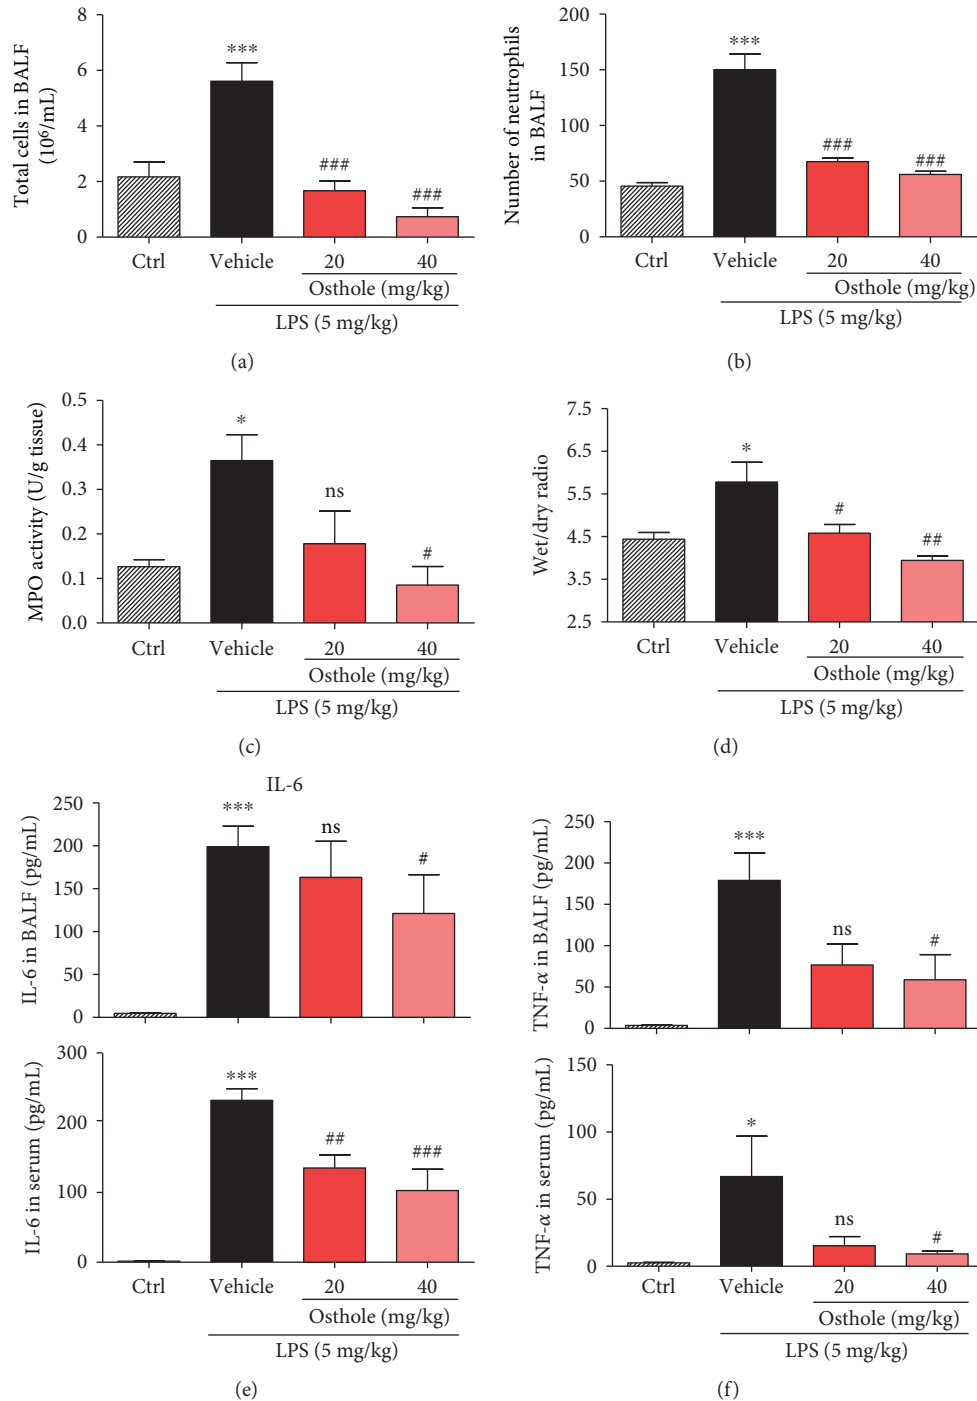 Total cells in BALF
(10⁶/mL)
8
6
4
2
0
***
###
###
Ctrl
Vehicle
20
40
Osthole (mg/kg)
LPS (5 mg/kg)
(a)
Number of neutrophils
in BALF
200
150
100
50
0
***
###
###
Ctrl
Vehicle
20
40
Osthole (mg/kg)
LPS (5 mg/kg)
(b)
MPO activity (U/g tissue)
0.5
0.4
0.3
0.2
0.1
0.0
*
ns
#
Ctrl
Vehicle
20
40
Osthole (mg/kg)
LPS (5 mg/kg)
(c)
Wet/dry radio
7.5
6.5
5.5
4.5
3.5
2.5
*
#
##
Ctrl
Vehicle
20
40
Osthole (mg/kg)
LPS (5 mg/kg)
(d)
IL-6
IL-6 in BALF (pg/mL)
250
200
150
100
50
0
***
ns
#
IL-6 in serum (pg/mL)
300
200
100
0
***
##
###
Ctrl
Vehicle
20
40
Osthole (mg/kg)
LPS (5 mg/kg)
(e)
TNF-α in BALF (pg/mL)
250
200
150
100
50
0
***
ns
#
TNF-α in serum (pg/mL)
150
100
50
0
*
ns
#
Ctrl
Vehicle
20
40
Osthole (mg/kg)
LPS (5 mg/kg)
(f)